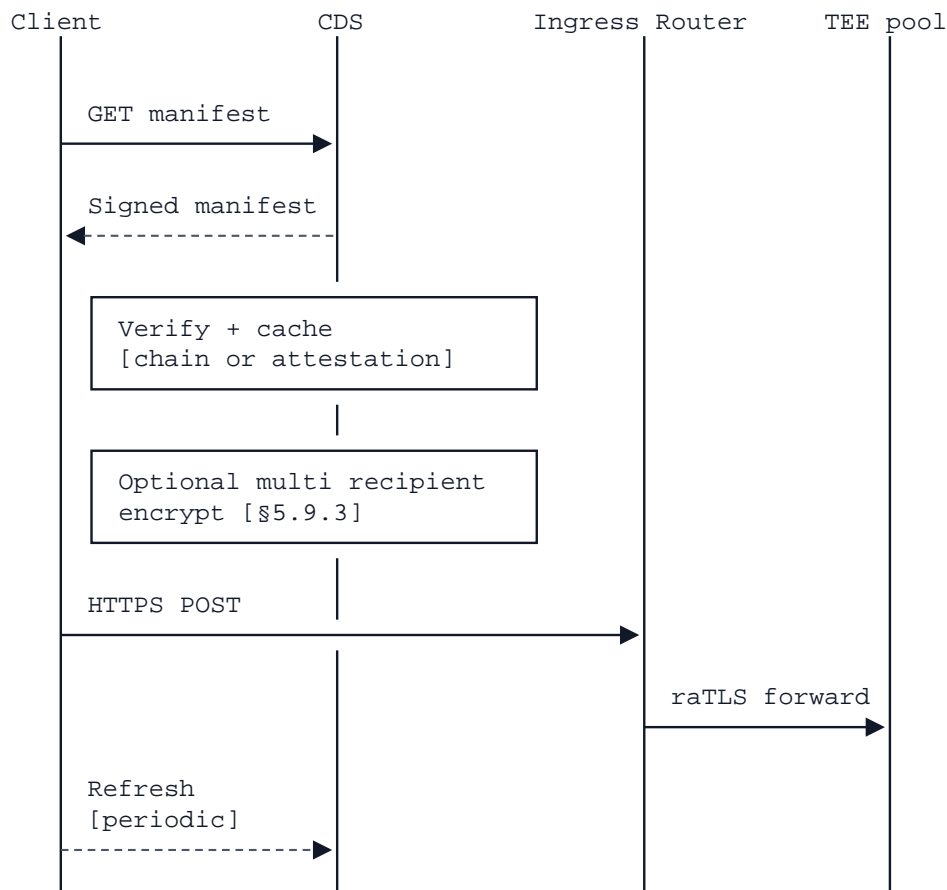 Client CDS Ingress Router TEE pool
GET manifest
Signed manifest
Verify + cache
[chain or attestation]
Optional multi recipient
encrypt [§5.9.3]
HTTPS POST
raTLS forward
Refresh
[periodic]